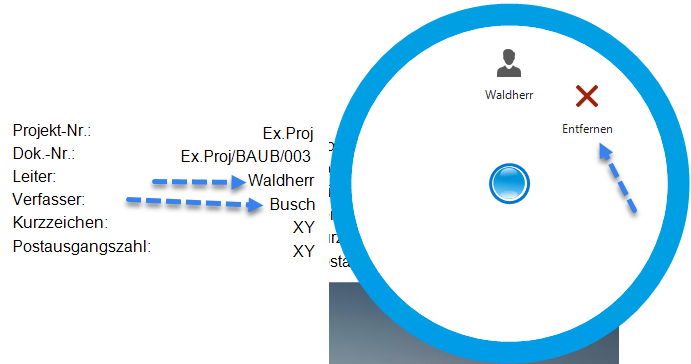 Projekt-Nr.: Ex.Proj
Dok.-Nr.: Ex.Proj/BAUB/003
Leiter: Waldherr
Verfasser: Busch
Kurzzeichen: XY
Postausgangszahl: XY
Waldherr
Entfernen